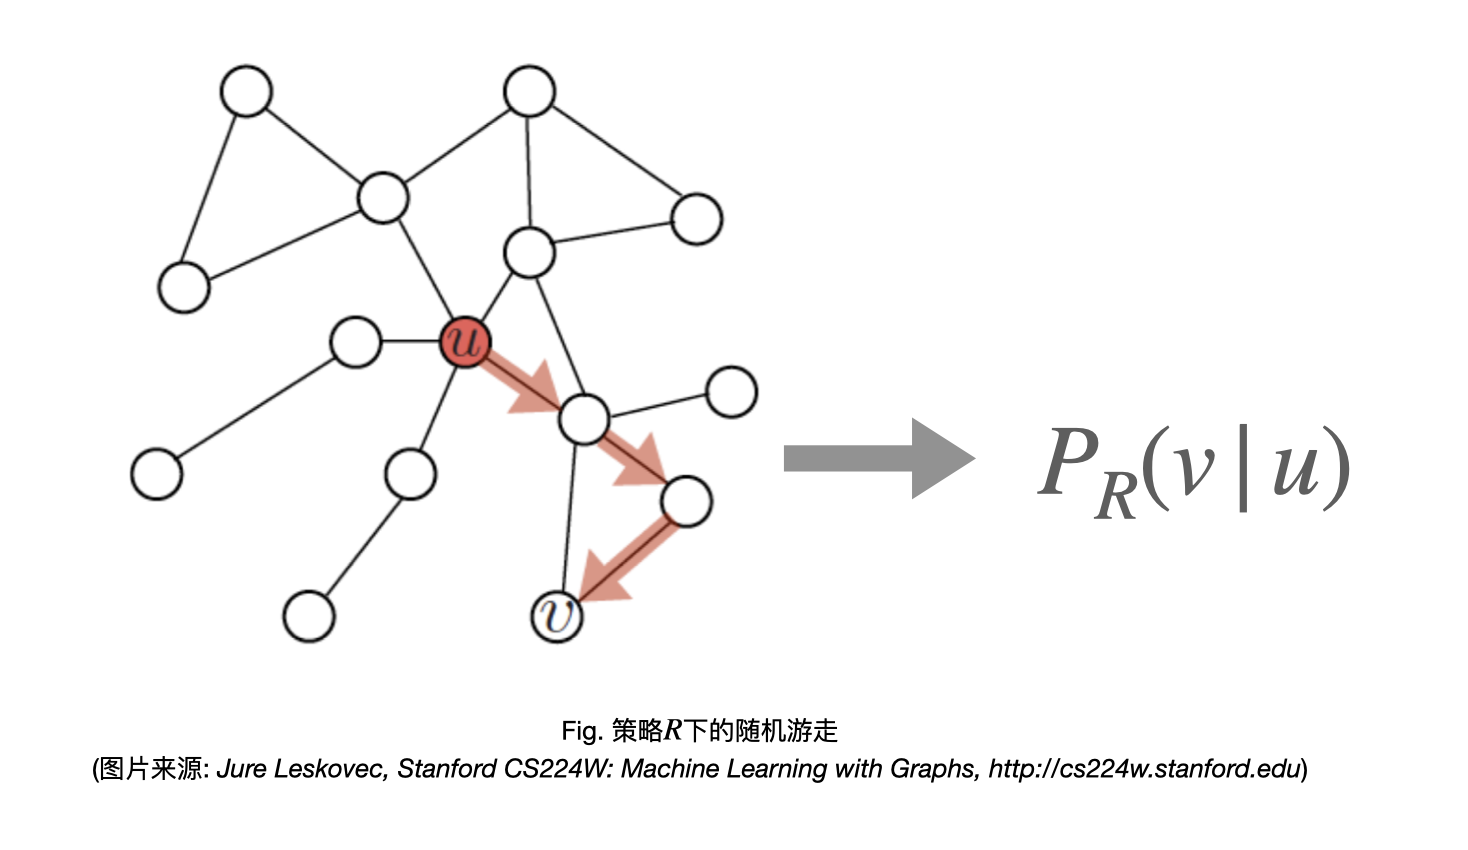 u
v
P_R(v|u)
Fig. 策略R下的随机游走
(图片来源: Jure Leskovec, Stanford CS224W: Machine Learning with Graphs, http://cs224w.stanford.edu)